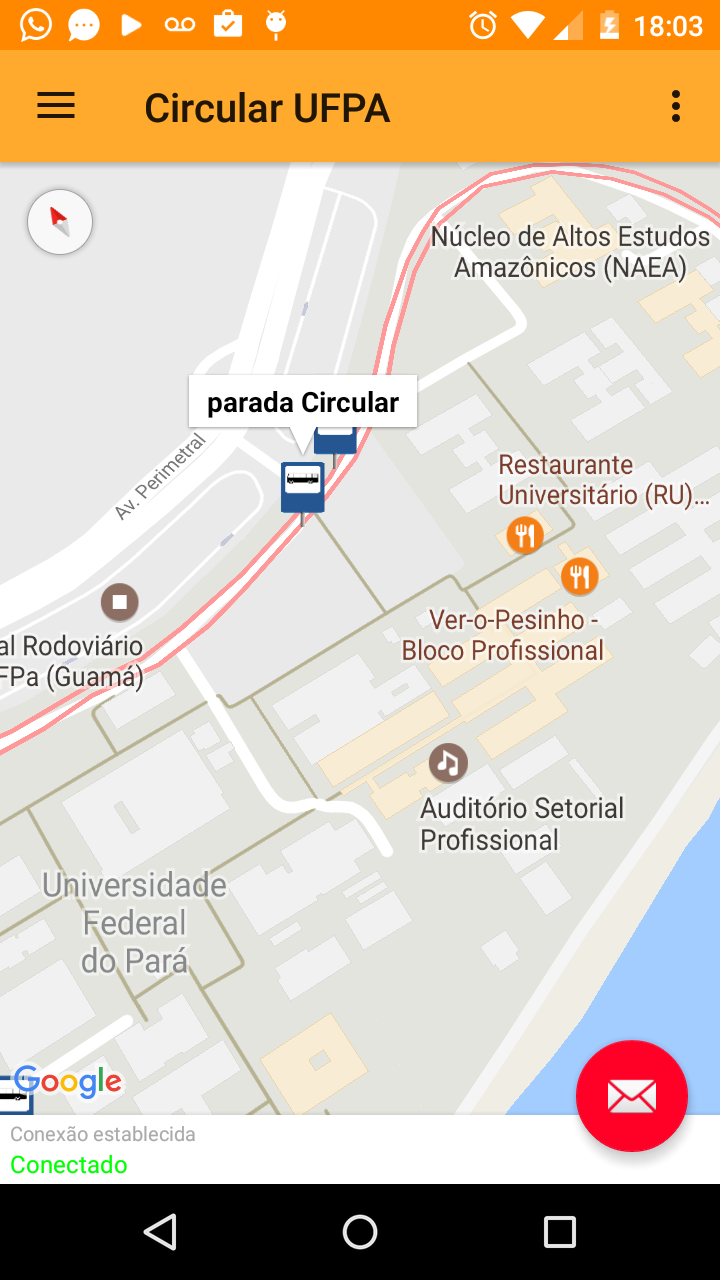 18:03
Circular UFPA
Núcleo de Altos Estudos
Amazônicos (NAEA)
parada Circular
Av. Perimetral
Restaurante
Universitário (RU)...
Ver-o-Pesinho -
Bloco Profissional
al Rodoviário
FPa (Guamá)
Auditório Setorial
Profissional
Universidade
Federal
do Pará
Google
Conexão establecida
Conectado